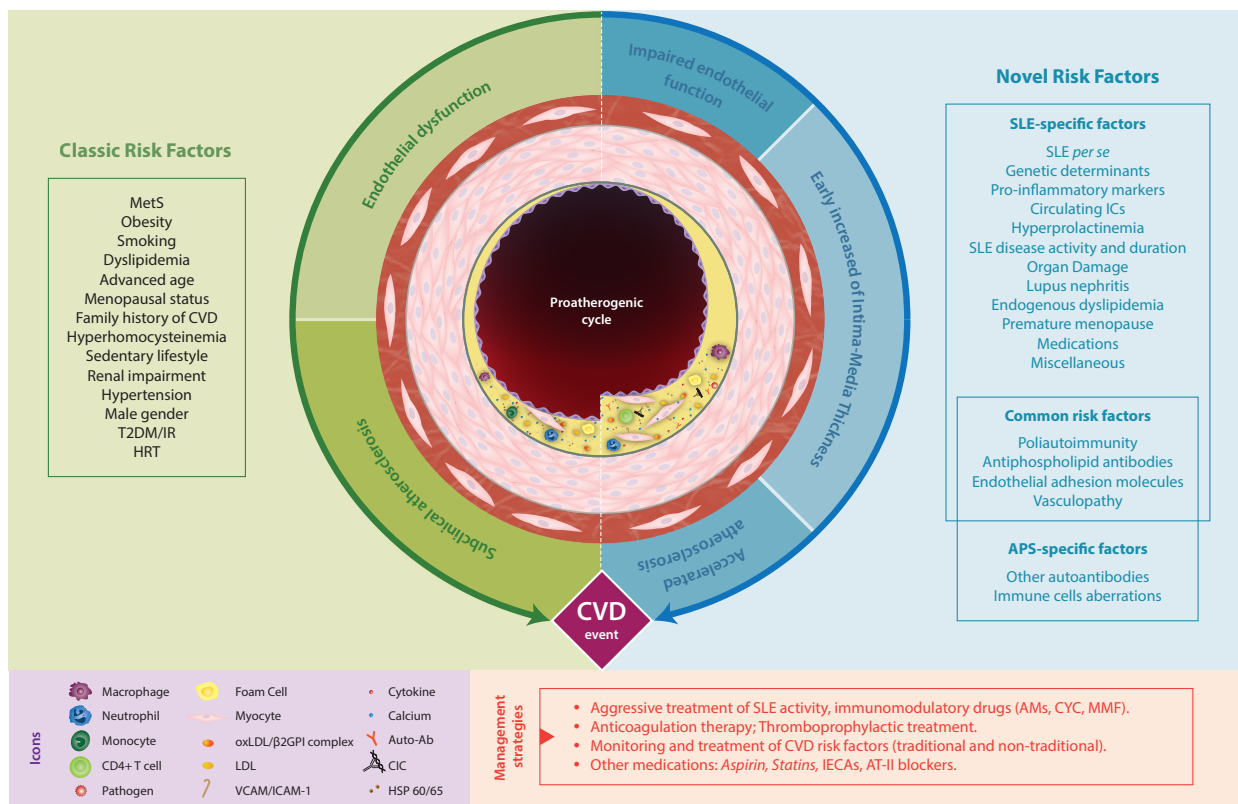 Classic Risk Factors
MetS
Obesity
Smoking
Dyslipidemia
Advanced age
Menopausal status
Family history of CVD
Hyperhomocysteinemia
Sedentary lifestyle
Renal impairment
Hypertension
Male gender
T2DM/IR
HRT
Endothelial dysfunction
Subclinical atherosclerosis
Impaired endothelial
function
Early increased of Intima-Media Thickness
Accelerated
atherosclerosis
Proatherogenic
cycle
CVD
event
Novel Risk Factors
SLE-specific factors
SLE per se
Genetic determinants
Pro-inflammatory markers
Circulating ICs
Hyperprolactinemia
SLE disease activity and duration
Organ Damage
Lupus nephritis
Endogenous dyslipidemia
Premature menopause
Medications
Miscellaneous
Common risk factors
Poliautoimmunity
Antiphospholipid antibodies
Endothelial adhesion molecules
Vasculopathy
APS-specific factors
Other autoantibodies
Immune cells aberrations
Icons
Macrophage
Neutrophil
Monocyte
CD4+ T cell
Pathogen
Foam Cell
Myocyte
oxLDL/β2GPI complex
LDL
VCAM/ICAM-1
Cytokine
Calcium
Auto-Ab
CIC
HSP 60/65
Management
strategies
• Aggressive treatment of SLE activity, immunomodulatory drugs (AMs, CYC, MMF).
• Anticoagulation therapy; Thromboprophylactic treatment.
• Monitoring and treatment of CVD risk factors (traditional and non-traditional).
• Other medications: Aspirin, Statins, IECAs, AT-II blockers.